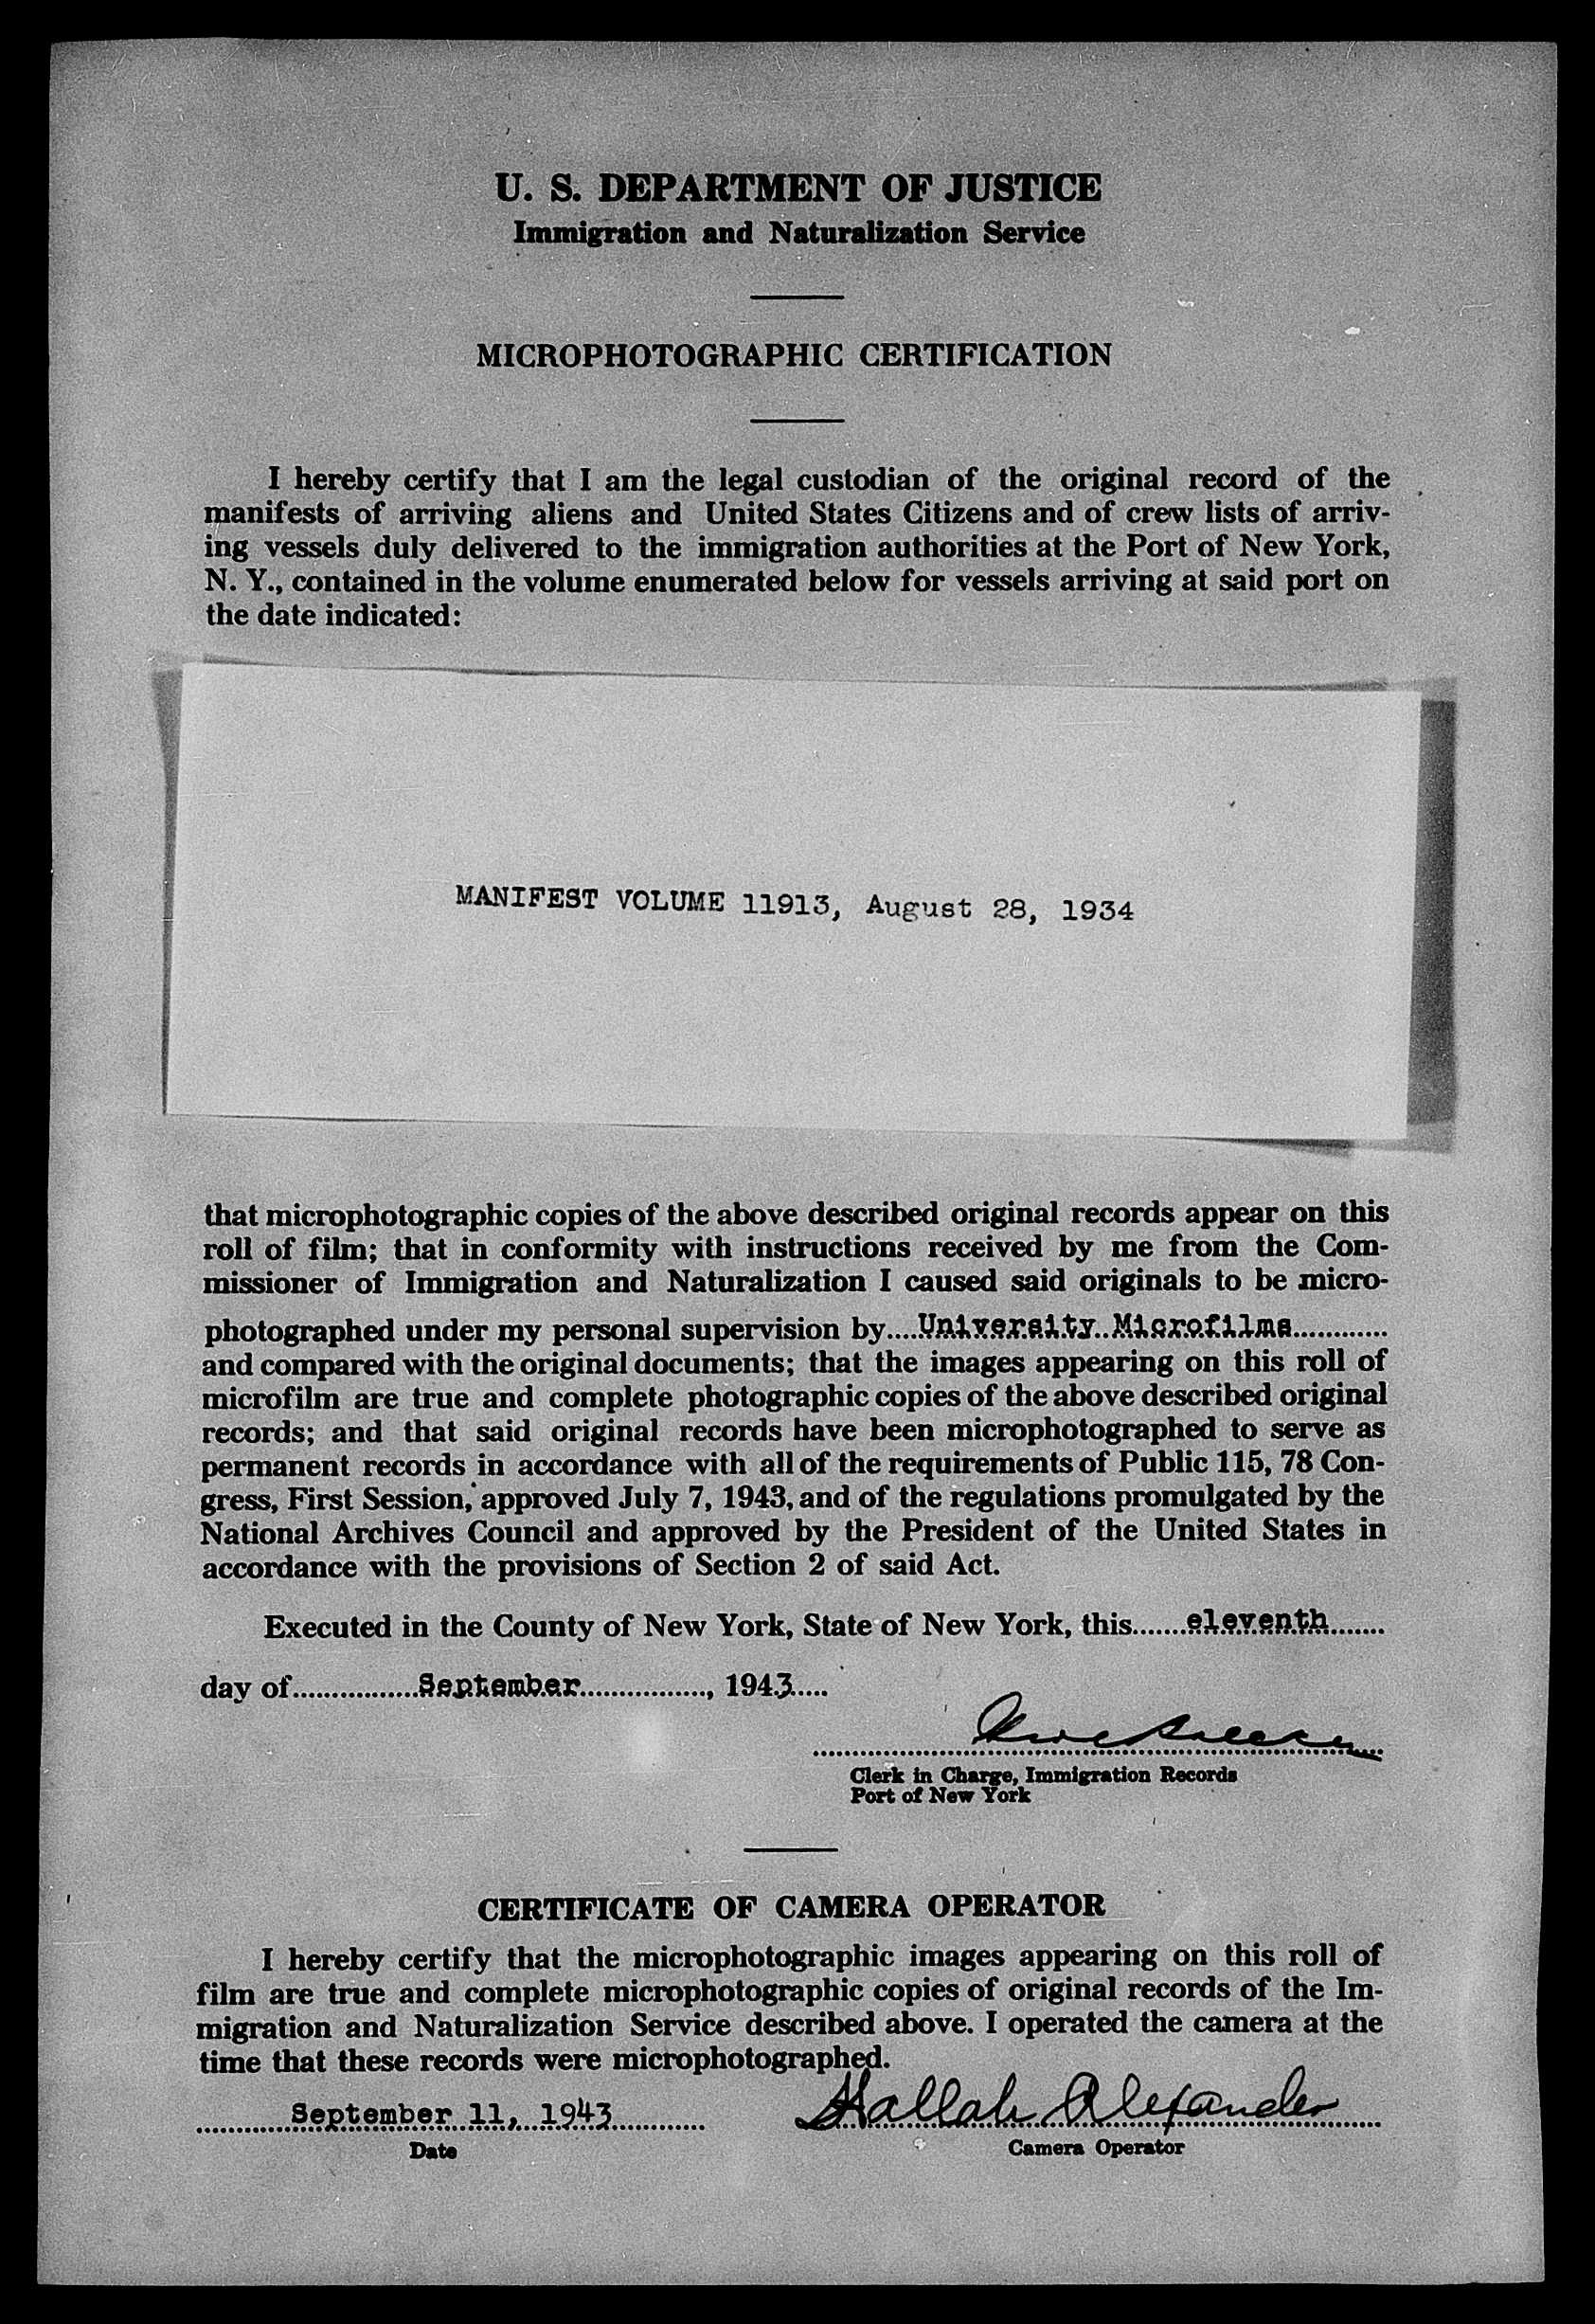 U. S. DEPARTMENT OF JUSTICE
Immigration and Naturalization Service
MICROPHOTOGRAPHIC CERTIFICATION
I hereby certify that I am the legal custodian of the original record of the
manifests of arriving aliens and United States Citizens and of crew lists of arriv-
ing vessels duly delivered to the immigration authorities at the Port of New York,
N. Y., contained in the volume enumerated below for vessels arriving at said port on
the date indicated:
MANIFEST VOLUME 11913, August 28, 1934
that microphotographic copies of the above described original records appear on this
roll of film; that in conformity with instructions received by me from the Com-
missioner of Immigration and Naturalization I caused said originals to be micro-
photographed under my personal supervision by....University Microfilms............
and compared with the original documents; that the images appearing on this roll of
microfilm are true and complete photographic copies of the above described original
records; and that said original records have been microphotographed to serve as
permanent records in accordance with all of the requirements of Public 115, 78 Con-
gress, First Session, approved July 7, 1943, and of the regulations promulgated by the
National Archives Council and approved by the President of the United States in
accordance with the provisions of Section 2 of said Act.
Executed in the County of New York, State of New York, this.......eleventh.......
day of................September................, 1943.....
Clerk in Charge, Immigration Records
Port of New York
CERTIFICATE OF CAMERA OPERATOR
I hereby certify that the microphotographic images appearing on this roll of
film are true and complete microphotographic copies of original records of the Im-
migration and Naturalization Service described above. I operated the camera at the
time that these records were microphotographed.
September 11, 1943 Hallah Alexander
Date Camera Operator